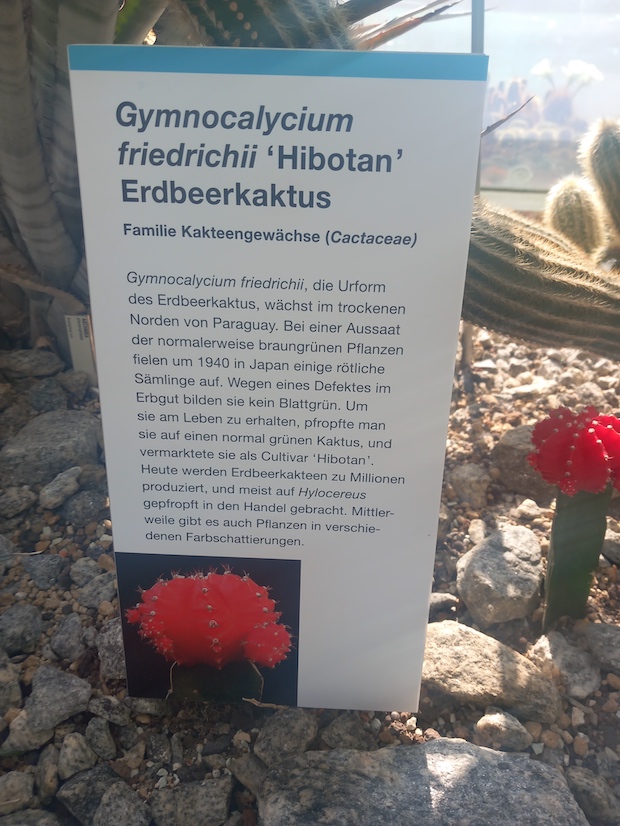 Gymnocalycium
friedrichii ‘Hibotan’
Erdbeerkaktus
Familie Kakteengewächse (Cactaceae)
Gymnocalycium friedrichii, die Urform
des Erdbeerkaktus, wächst im trockenen
Norden von Paraguay. Bei einer Aussaat
der normalerweise braungrünen Pflanzen
fielen um 1940 in Japan einige rötliche
Sämlinge auf. Wegen eines Defektes im
Erbgut bilden sie kein Blattgrün. Um
sie am Leben zu erhalten, pfropfte man
sie auf einen normal grünen Kaktus, und
vermarktete sie als Cultivar ‘Hibotan’.
Heute werden Erdbeerkakteen zu Millionen
produziert, und meist auf Hylocereus
gepfropft in den Handel gebracht. Mittler-
weile gibt es auch Pflanzen in verschie-
denen Farbschattierungen.